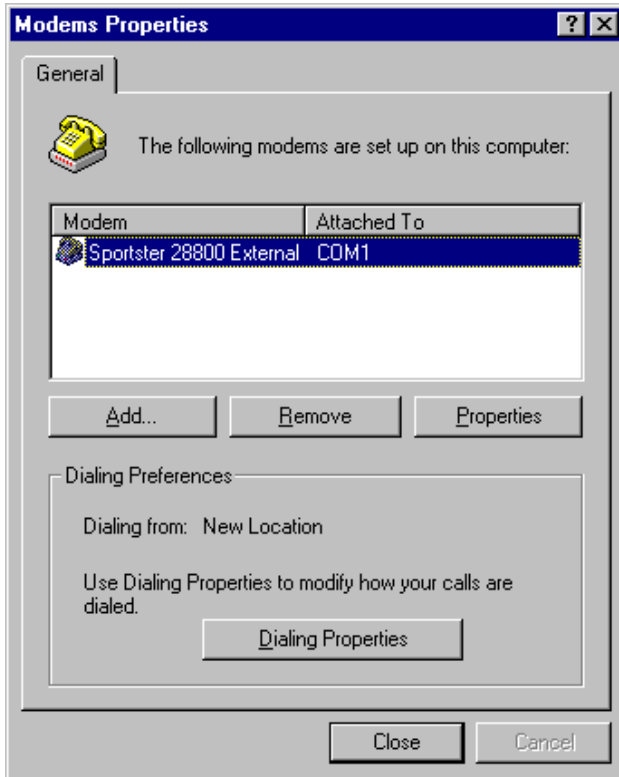 Modems Properties
General
The following modems are set up on this computer:
Modem Attached To
Sportster 28800 External COM1
Add... Remove Properties
Dialing Preferences
Dialing from: New Location
Use Dialing Properties to modify how your calls are
dialed.
Dialing Properties
Close Cancel